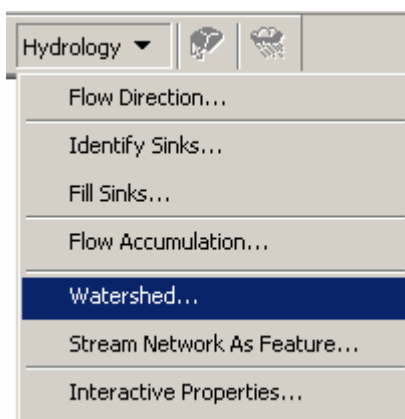 Hydrology
Flow Direction...
Identify Sinks...
Fill Sinks...
Flow Accumulation...
Watershed...
Stream Network As Feature...
Interactive Properties...